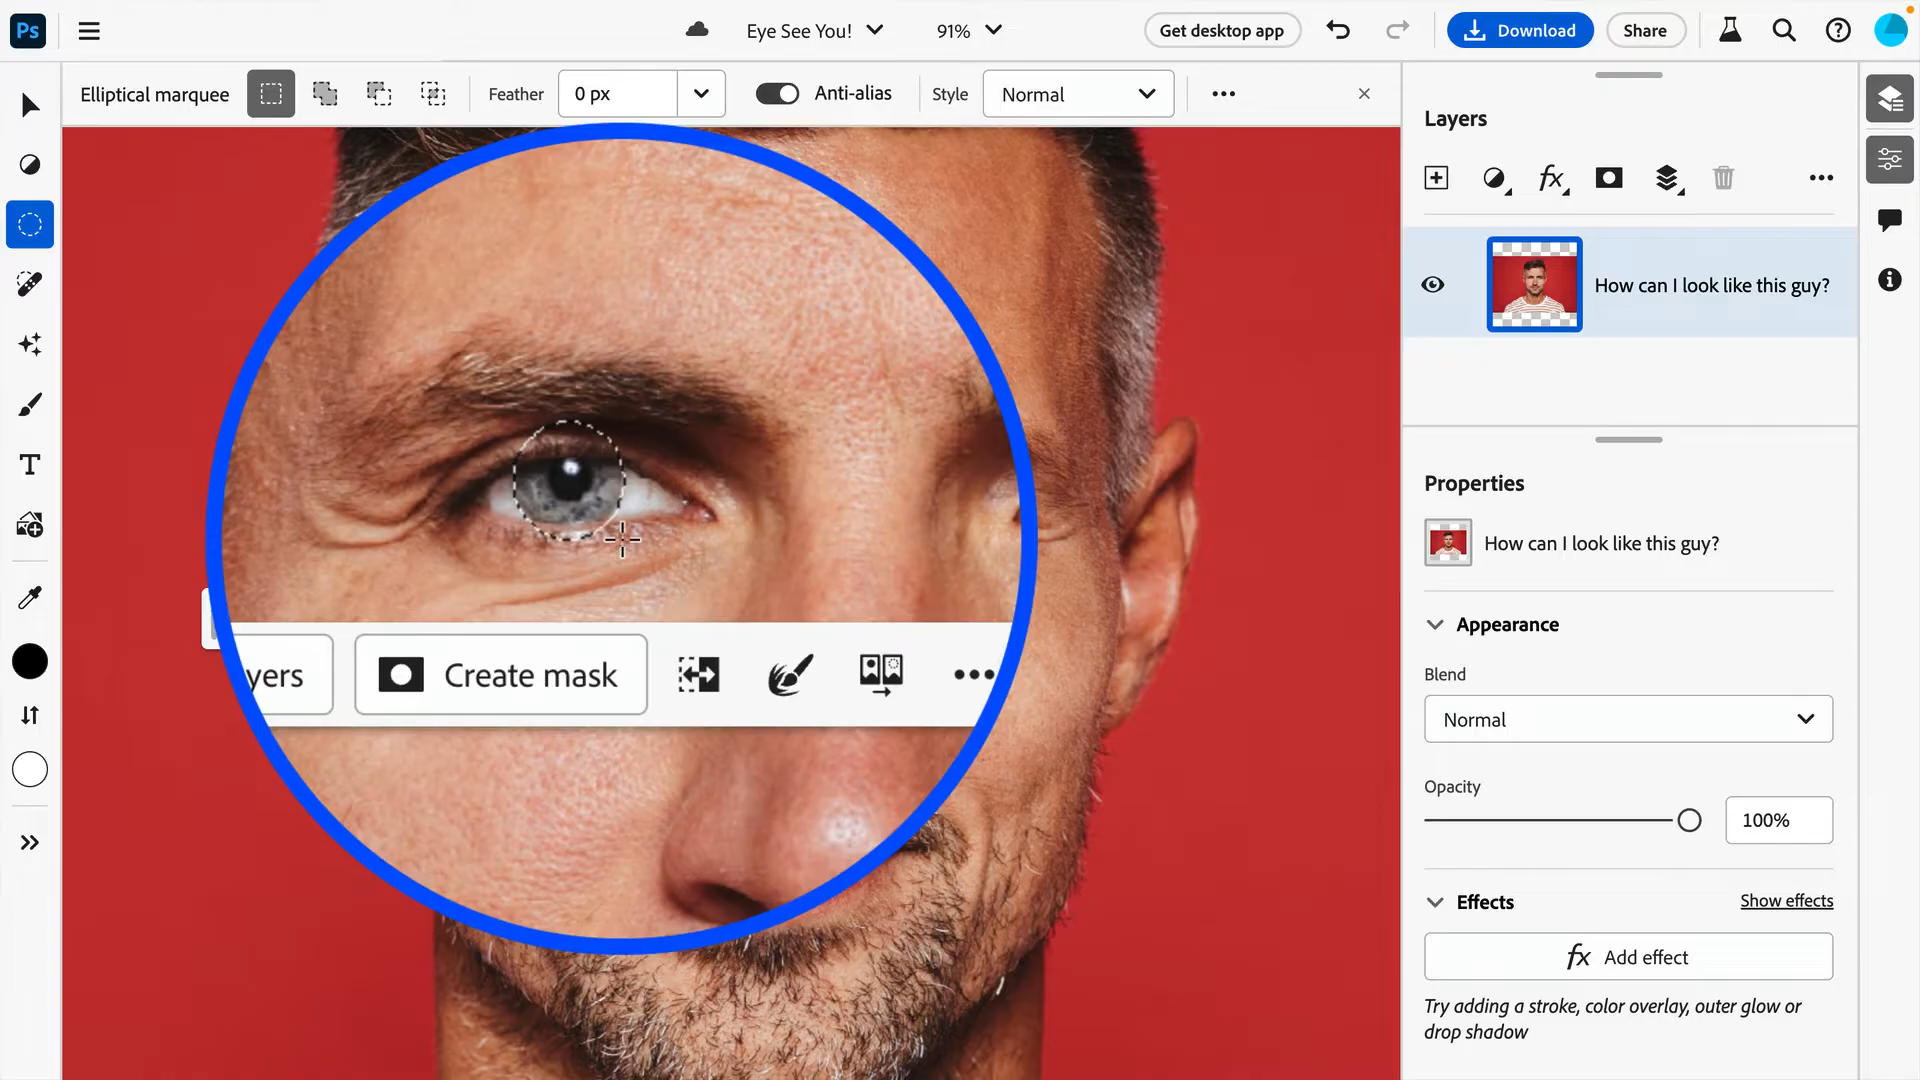 Ps
Eye See You!
91%
Get desktop app
Download
Share
Elliptical marquee
Feather
0 px
Anti-alias
Style
Normal
Layers
How can I look like this guy?
Properties
How can I look like this guy?
Appearance
Blend
Normal
Opacity
100%
Effects
Show effects
fx Add effect
Try adding a stroke, color overlay, outer glow or
drop shadow
yers
Create mask